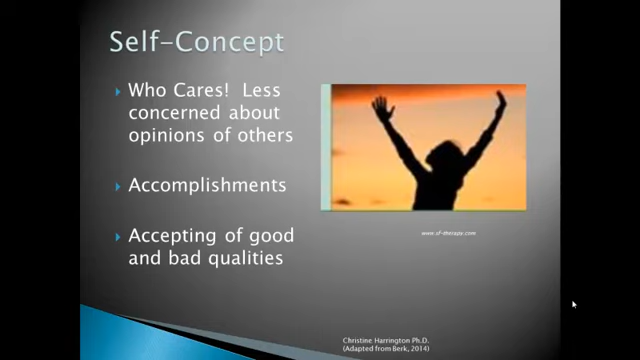 Self-Concept
Who Cares! Less
concerned about
opinions of others
Accomplishments
Accepting of good
and bad qualities
www.sf-therapy.com
Christine Harrington Ph.D.
(Adapted from Berk, 2014)